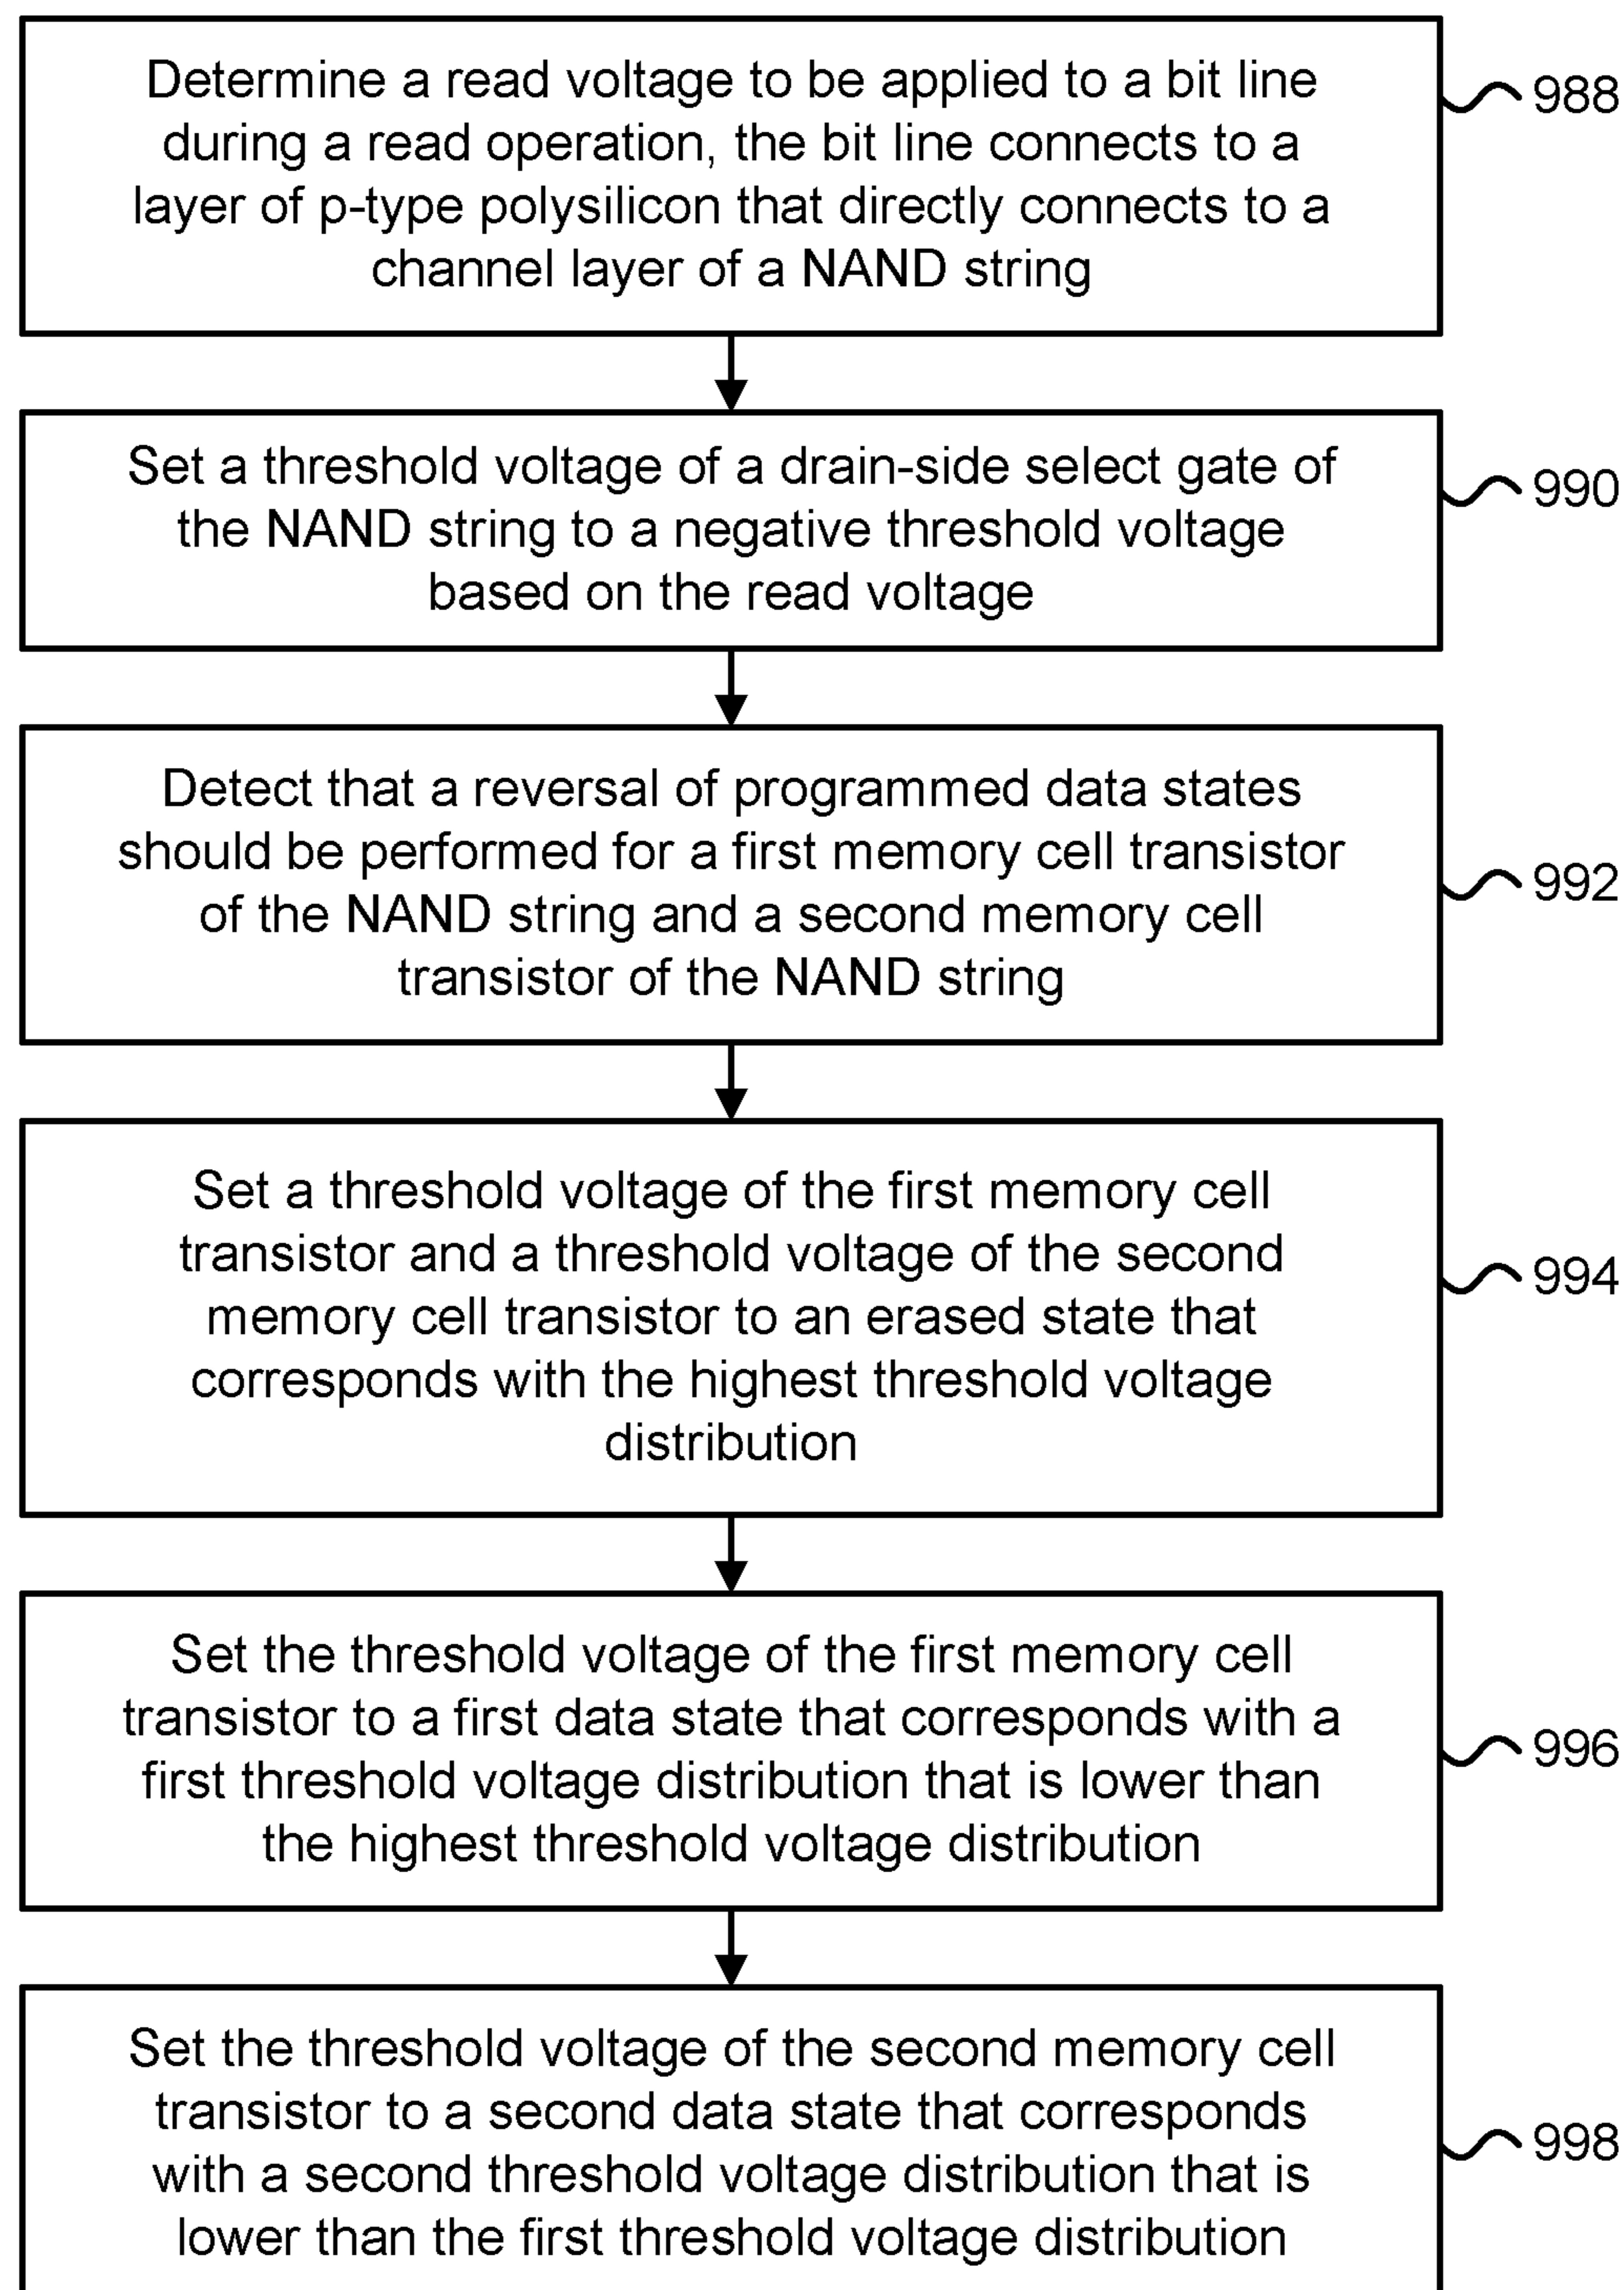 Determine a read voltage to be applied to a bit line
during a read operation, the bit line connects to a
layer of p-type polysilicon that directly connects to a
channel layer of a NAND string
988
Set a threshold voltage of a drain-side select gate of
the NAND string to a negative threshold voltage
based on the read voltage
990
Detect that a reversal of programmed data states
should be performed for a first memory cell transistor
of the NAND string and a second memory cell
transistor of the NAND string
992
Set a threshold voltage of the first memory cell
transistor and a threshold voltage of the second
memory cell transistor to an erased state that
corresponds with the highest threshold voltage
distribution
994
Set the threshold voltage of the first memory cell
transistor to a first data state that corresponds with a
first threshold voltage distribution that is lower than
the highest threshold voltage distribution
996
Set the threshold voltage of the second memory cell
transistor to a second data state that corresponds
with a second threshold voltage distribution that is
lower than the first threshold voltage distribution
998